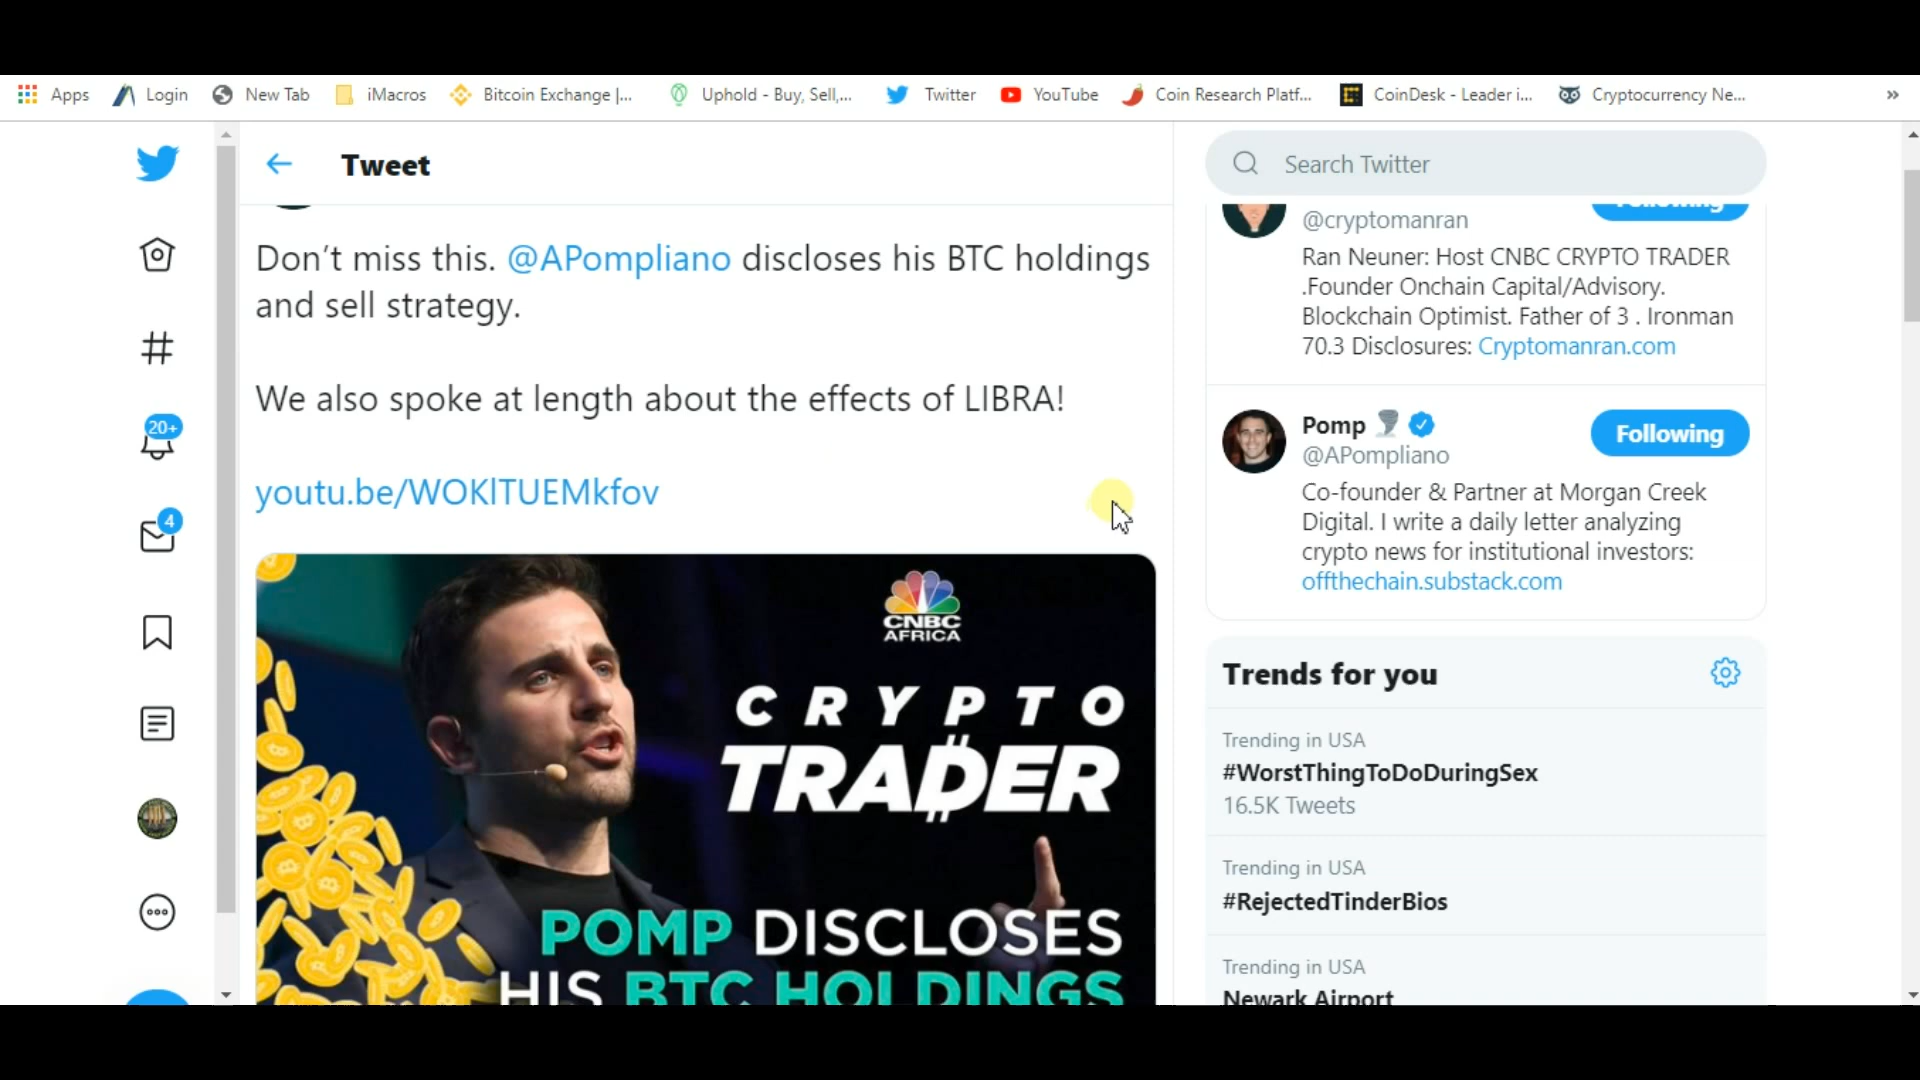 Apps
Login
New Tab
iMacros
Bitcoin Exchange |...
Uphold - Buy, Sell,...
Twitter
YouTube
Coin Research Platf...
CoinDesk - Leader i...
Cryptocurrency Ne...
»
Tweet
Search Twitter
Don't miss this. @APompliano discloses his BTC holdings
and sell strategy.
We also spoke at length about the effects of LIBRA!
youtu.be/WOKlTUEMkfov
CNBC
AFRICA
CRYPTO
TRADER
POMP DISCLOSES
HIS BTC HOLDINGS
20+
4
Following
@cryptomanran
Ran Neuner: Host CNBC CRYPTO TRADER
.Founder Onchain Capital/Advisory.
Blockchain Optimist. Father of 3 . Ironman
70.3 Disclosures: Cryptomanran.com
Pomp
Following
@APompliano
Co-founder & Partner at Morgan Creek
Digital. I write a daily letter analyzing
crypto news for institutional investors:
offthechain.substack.com
Trends for you
Trending in USA
#WorstThingToDoDuringSex
16.5K Tweets
Trending in USA
#RejectedTinderBios
Trending in USA
Newark Airport